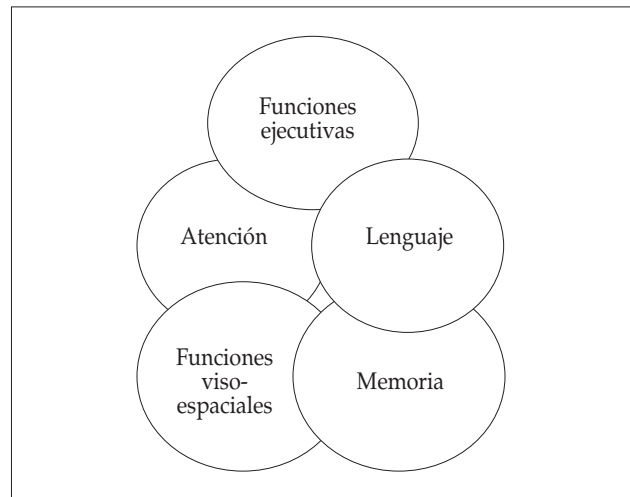 Funciones
ejecutivas
Atención
Lenguaje
Funciones
viso-
espaciales
Memoria